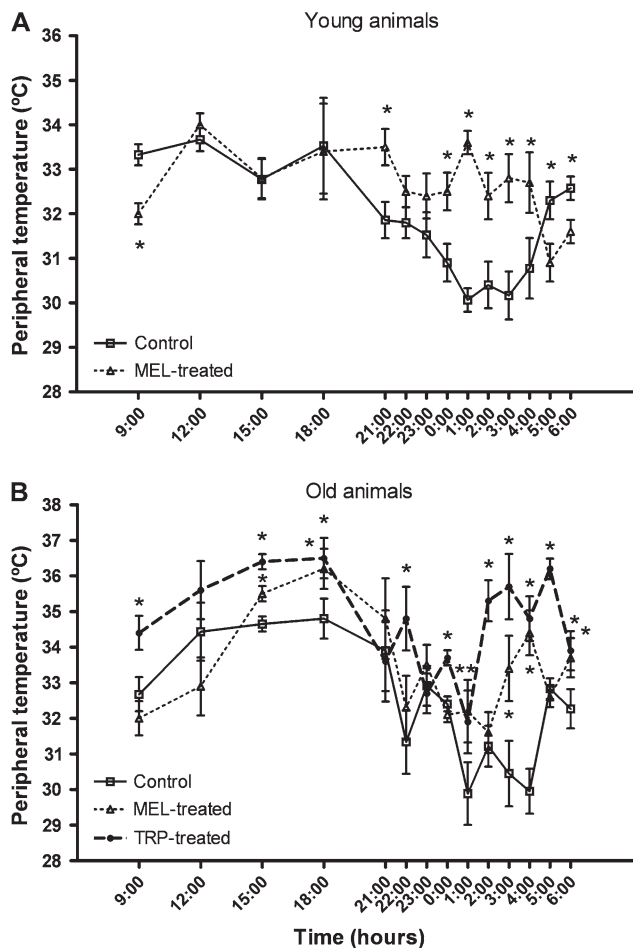 A
Young animals
Peripheral temperature (ºC)
36
35
34
33
32
31
30
29
28
* * * * * * * * *
Control
MEL-treated
9:00 12:00 15:00 18:00 21:00 22:00 23:00 0:00 1:00 2:00 3:00 4:00 5:00 6:00
B
Old animals
Peripheral temperature (ºC)
38
37
36
35
34
33
32
31
30
29
28
* * * * * * * ** * * * * * * * *
Control
MEL-treated
TRP-treated
9:00 12:00 15:00 18:00 21:00 22:00 23:00 0:00 1:00 2:00 3:00 4:00 5:00 6:00
Time (hours)